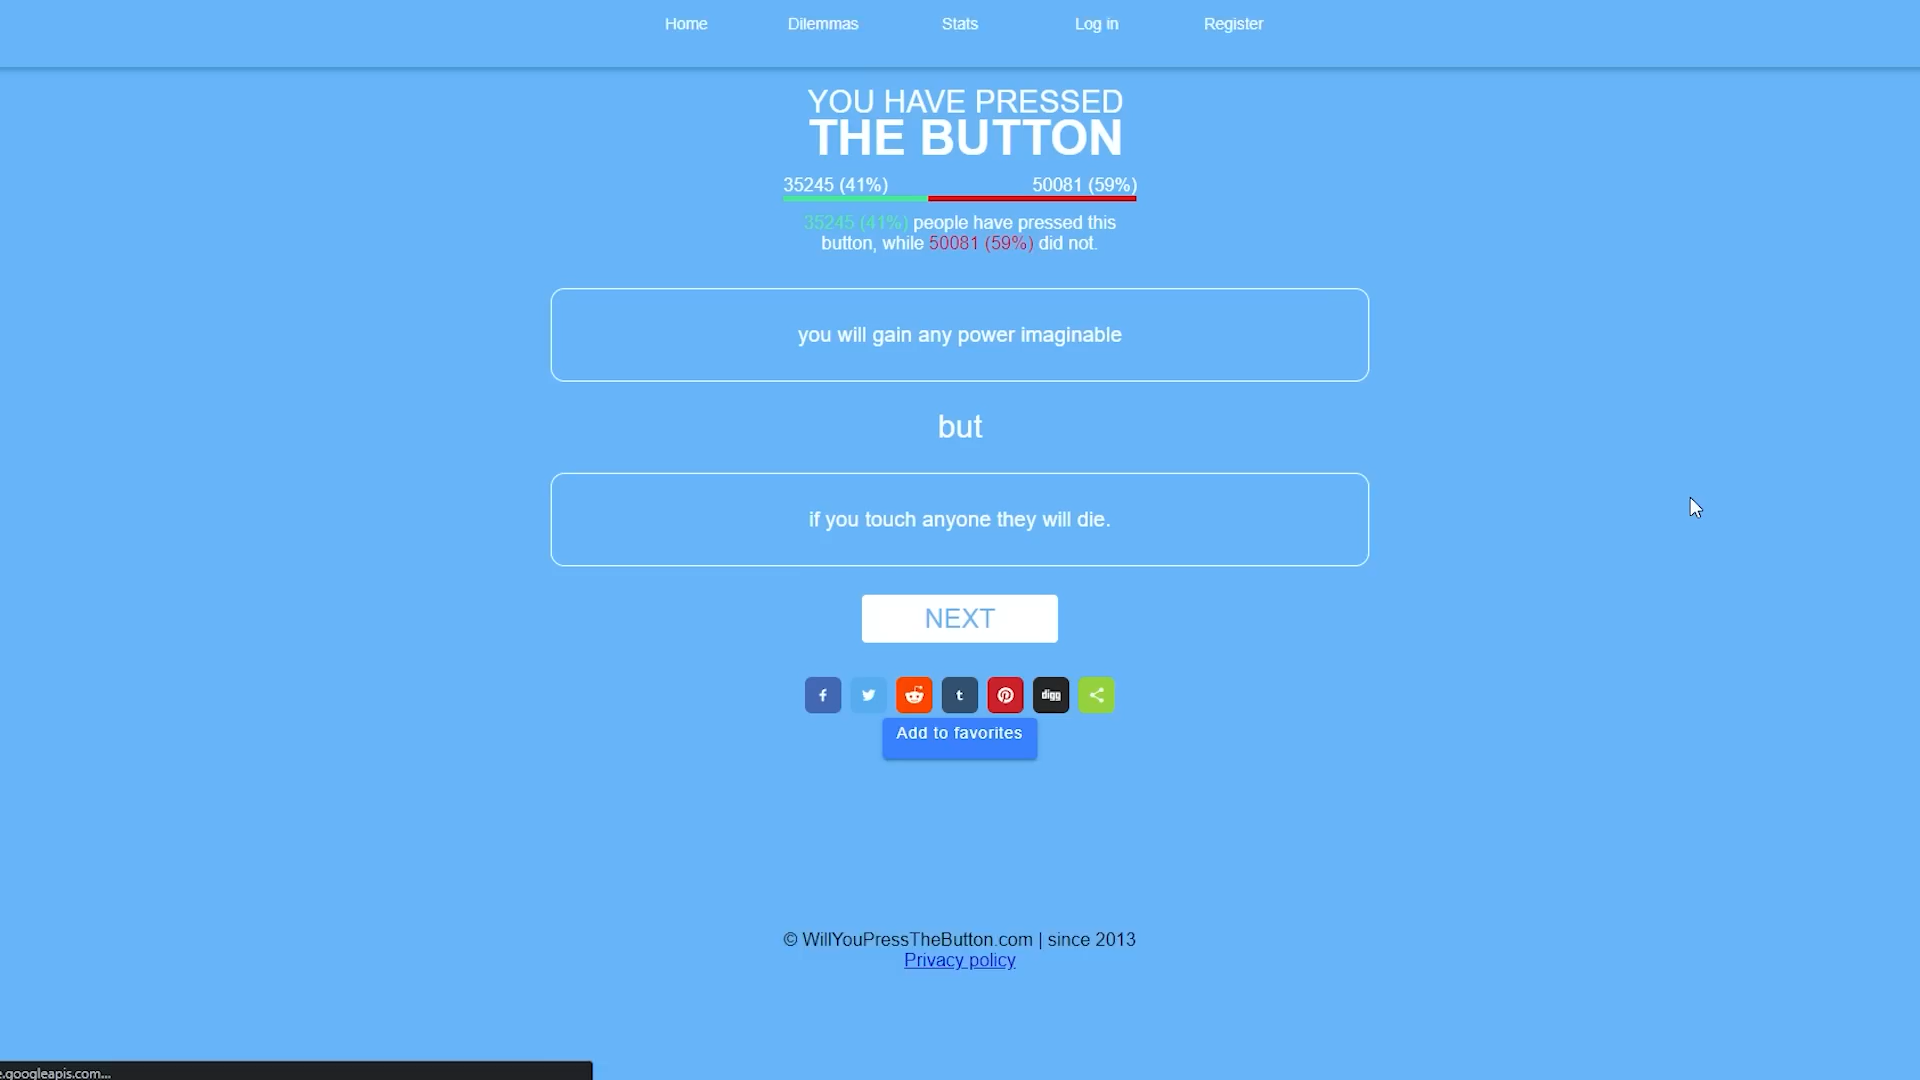 Home Dilemmas Stats Log in Register
YOU HAVE PRESSED
THE BUTTON
35245 (41%) 50081 (59%)
35245 (41%) people have pressed this
button, while 50081 (59%) did not.
you will gain any power imaginable
but
if you touch anyone they will die.
NEXT
f t digg
Add to favorites
© WillYouPressTheButton.com | since 2013
Privacy policy
e.googleapis.com...